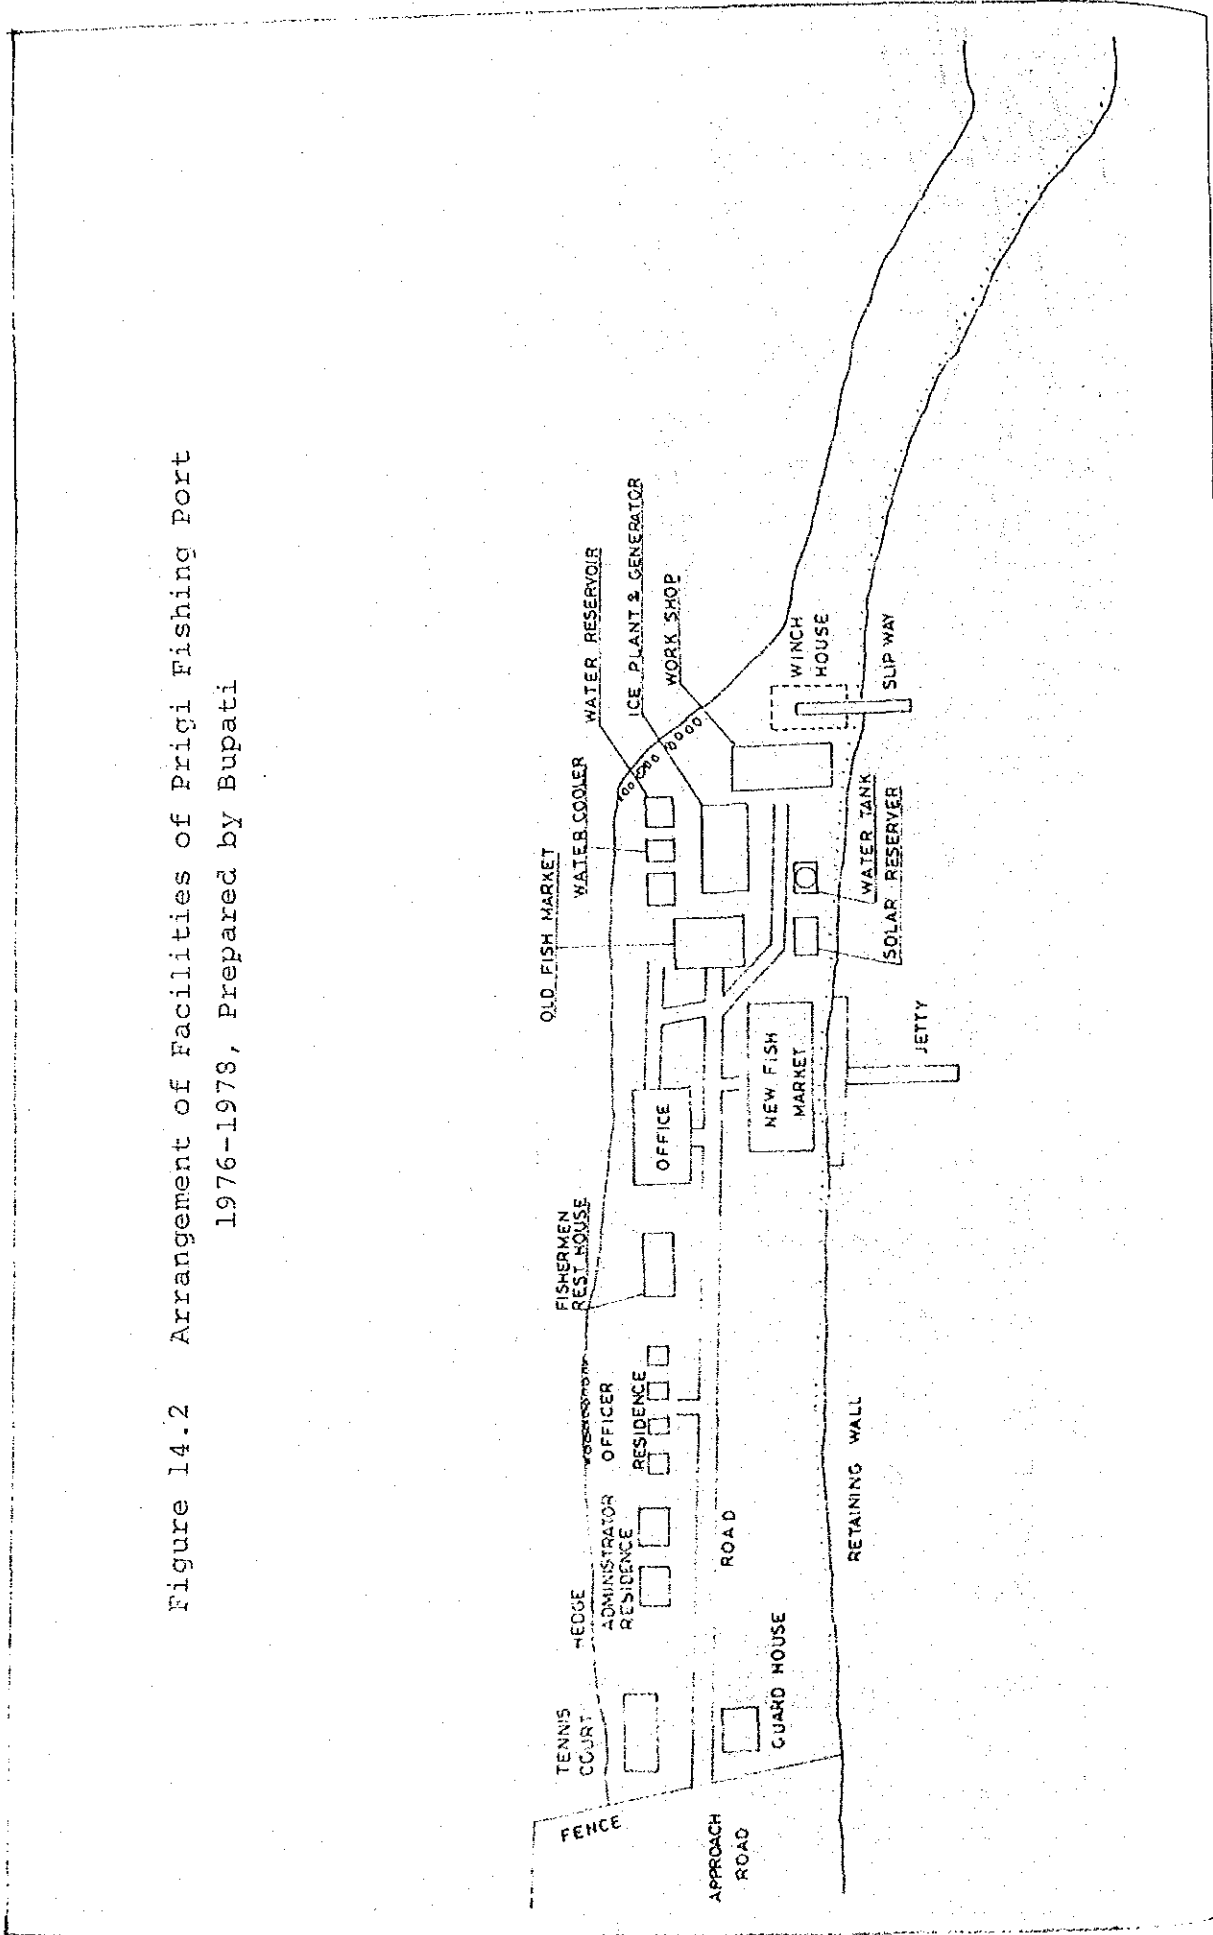 Figure 14.2 Arrangement of Facilities of Prigi Fishing Port
1976-1978, Prepared by Bupati
OLD FISH MARKET
WATER COOLER
WATER RESERVOIR
ICE PLANT & GENERATOR
WORK SHOP
WINCH
HOUSE
SLIP WAY
WATER TANK
SOLAR RESERVER
JETTY
NEW FISH
MARKET
OFFICE
FISHERMEN
REST HOUSE
OFFICER
RESIDENCE
ADMINISTRATOR
RESIDENCE
HEDGE
TENNIS
COURT
FENCE
APPROACH
ROAD
GUARD HOUSE
ROAD
RETAINING WALL